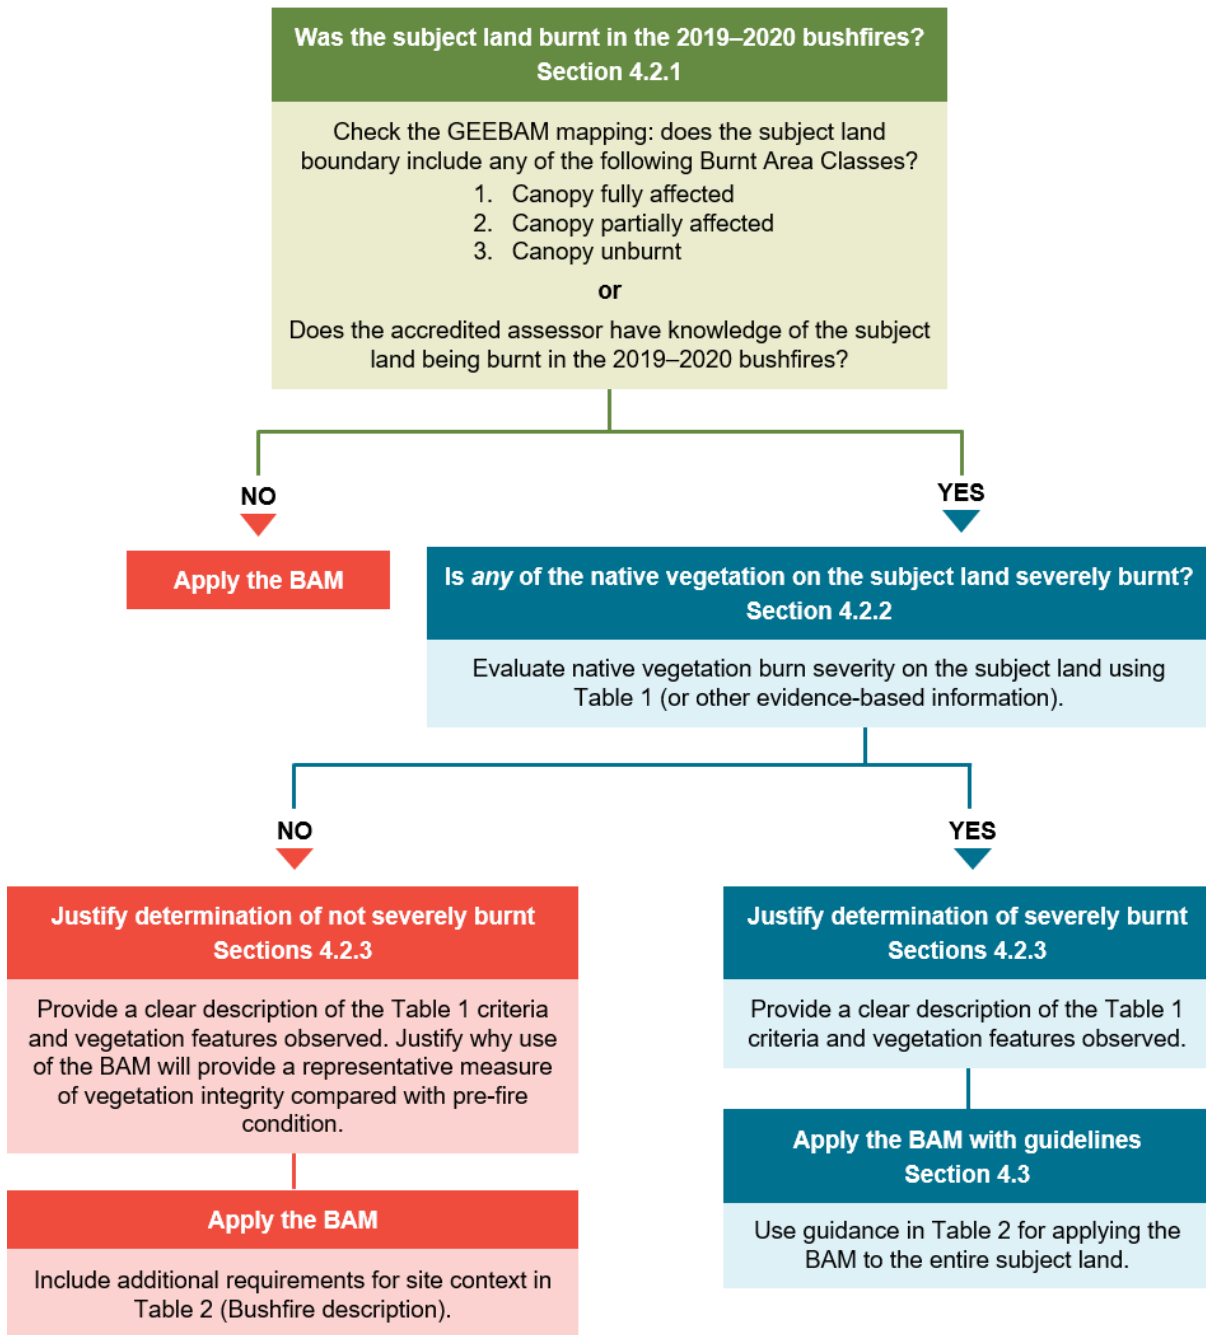 Was the subject land burnt in the 2019–2020 bushfires?
Section 4.2.1
Check the GEEBAM mapping: does the subject land
boundary include any of the following Burnt Area Classes?
1. Canopy fully affected
2. Canopy partially affected
3. Canopy unburnt
or
Does the accredited assessor have knowledge of the subject
land being burnt in the 2019–2020 bushfires?
NO
YES
Apply the BAM
Is any of the native vegetation on the subject land severely burnt?
Section 4.2.2
Evaluate native vegetation burn severity on the subject land using
Table 1 (or other evidence-based information).
NO
YES
Justify determination of not severely burnt
Sections 4.2.3
Provide a clear description of the Table 1 criteria
and vegetation features observed. Justify why use
of the BAM will provide a representative measure
of vegetation integrity compared with pre-fire
condition.
Apply the BAM
Include additional requirements for site context in
Table 2 (Bushfire description).
Justify determination of severely burnt
Sections 4.2.3
Provide a clear description of the Table 1
criteria and vegetation features observed.
Apply the BAM with guidelines
Section 4.3
Use guidance in Table 2 for applying the
BAM to the entire subject land.